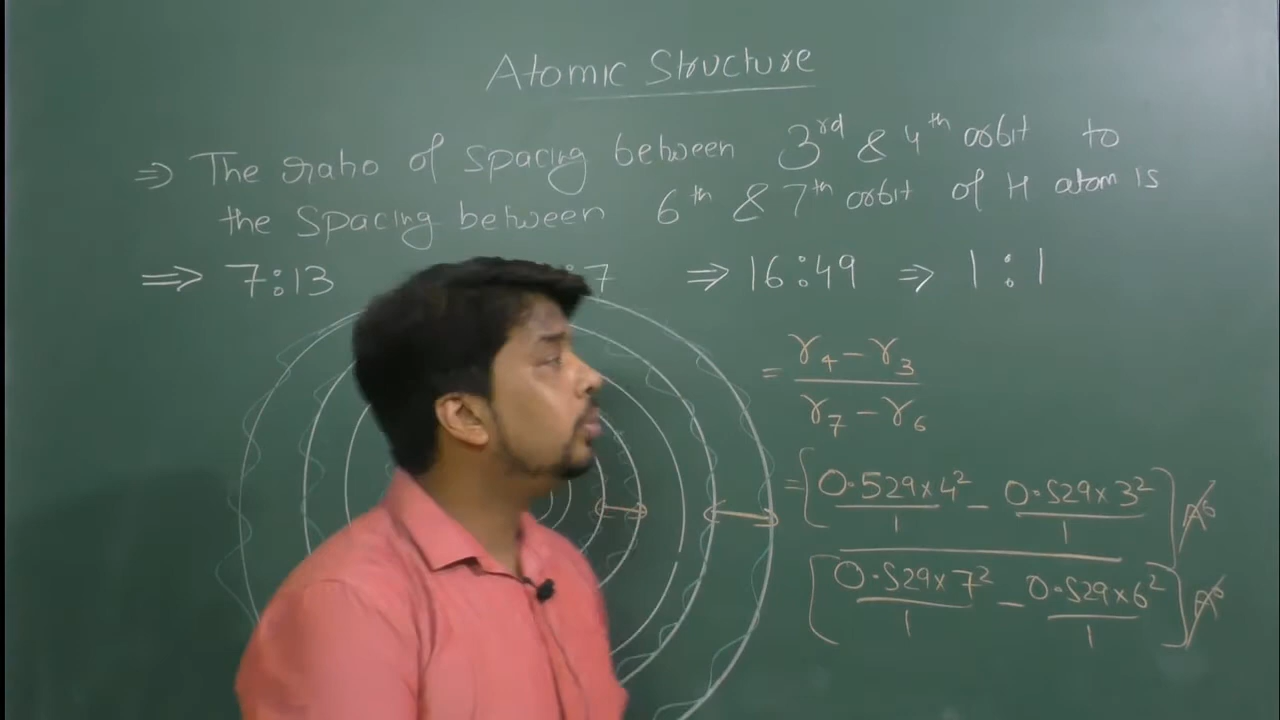 Atomic Structure
⇒ The ratio of spacing between 3rd & 4th orbit to
the spacing between 6th & 7th orbit of H atom is
⇒ 7:13 :7 ⇒ 16:49 ⇒ 1:1
= r₄ - r₃
r₇ - r₆
= [0.529×4² - 0.529×3²] A°
1 1
[0.529×7² - 0.529×6²] A°
1 1